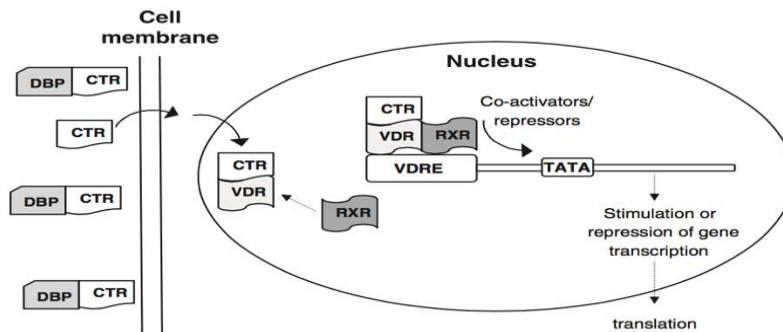 Cell
membrane
DBP CTR
CTR
DBP CTR
DBP CTR
Nucleus
CTR
VDR
RXR
CTR
VDR RXR
VDRE
Co-activators/
repressors
TATA
Stimulation or
repression of gene
transcription
translation